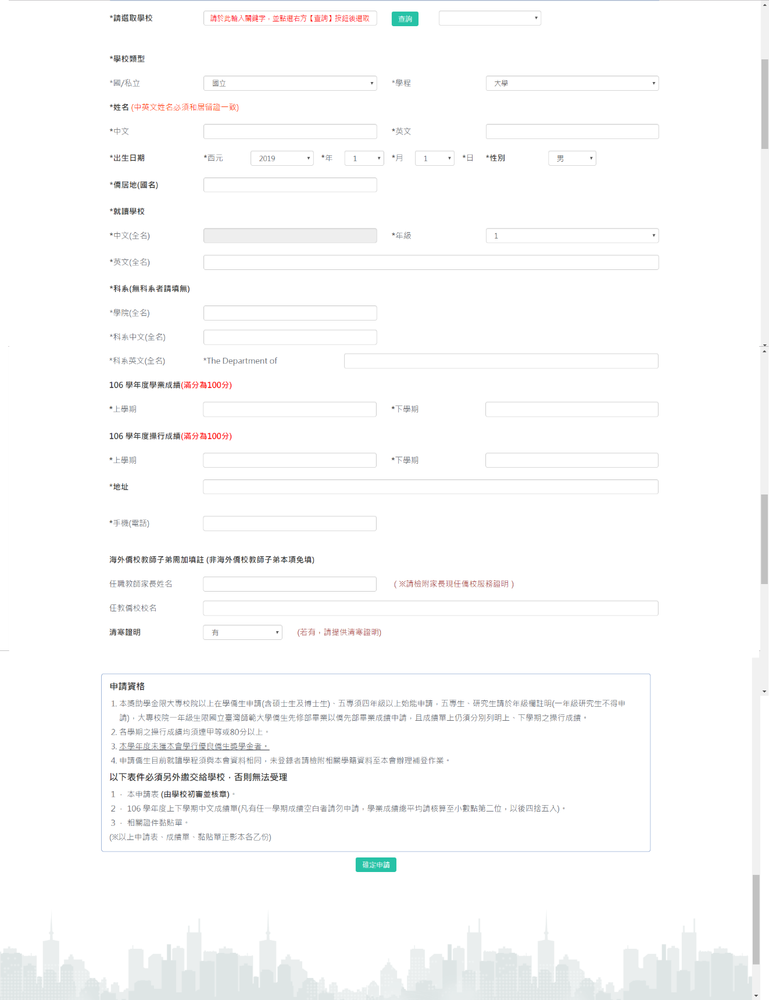 *請選取學校 請於此輸入關鍵字，並點選右方【查詢】按鈕後選取 查詢
*學校類型
*國/私立 國立 *學程 大學
*姓名 (中英文姓名必須和居留證一致)
*中文 *英文
*出生日期 *西元 2019 *年 1 *月 1 *日 *性別 男
*僑居地(國名)
*就讀學校
*中文(全名) *年級 1
*英文(全名)
*科系(無科系者請填無)
*學院(全名)
*科系中文(全名)
*科系英文(全名) *The Department of
106 學年度學業成績(滿分為100分)
*上學期 *下學期
106 學年度操行成績(滿分為100分)
*上學期 *下學期
*地址
*手機(電話)
海外僑校教師子弟需加填註 (非海外僑校教師子弟本項免填)
任職教師家長姓名 ( ※請檢附家長現任僑校服務證明 )
任教僑校校名
清寒證明 有 (若有，請提供清寒證明)
申請資格
1. 本獎助學金限大專校院以上在學僑生申請(含碩士生及博士生)、五專須四年級以上始能申請，五專生、研究生請於年級欄註明(一年級研究生不得申
請)，大專校院一年級生限國立臺灣師範大學僑生先修部畢業以僑先部畢業成績申請，且成績單上仍須分別列明上、下學期之操行成績。
2. 各學期之操行成績均須達甲等或80分以上。
3. 本學年度未獲本會學行優良僑生獎學金者。
4. 申請僑生目前就讀學程須與本會資料相同，未登錄者請檢附相關學籍資料至本會辦理補登作業。
以下表件必須另外繳交給學校．否則無法受理
1 ． 本申請表 (由學校初審並核章)。
2 ． 106 學年度上下學期中文成績單(凡有任一學期成績空白者請勿申請，學業成績總平均請核算至小數點第二位，以後四捨五入)。
3 ． 相關證件黏貼單。
(※以上申請表、成績單、黏貼單正影本各乙份)
確定申請